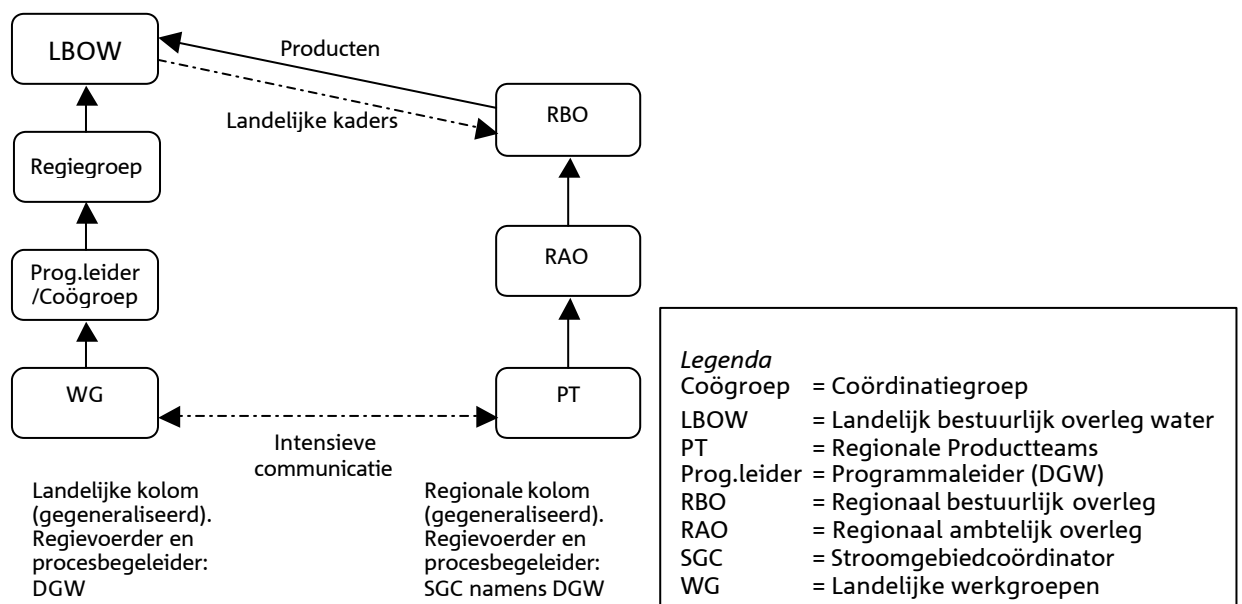 LBOW
Producten
Landelijke kaders
RBO
Regiegroep
RAO
Prog.leider
/Coögroep
WG
PT
Intensieve
communicatie
Landelijke kolom
(gegeneraliseerd).
Regievoerder en
procesbegeleider:
DGW
Regionale kolom
(gegeneraliseerd).
Regievoerder en
procesbegeleider:
SGC namens DGW
Legenda
Coögroep = Coördinatiegroep
LBOW = Landelijk bestuurlijk overleg water
PT = Regionale Productteams
Prog.leider = Programmaleider (DGW)
RBO = Regionaal bestuurlijk overleg
RAO = Regionaal ambtelijk overleg
SGC = Stroomgebiedcoördinator
WG = Landelijke werkgroepen